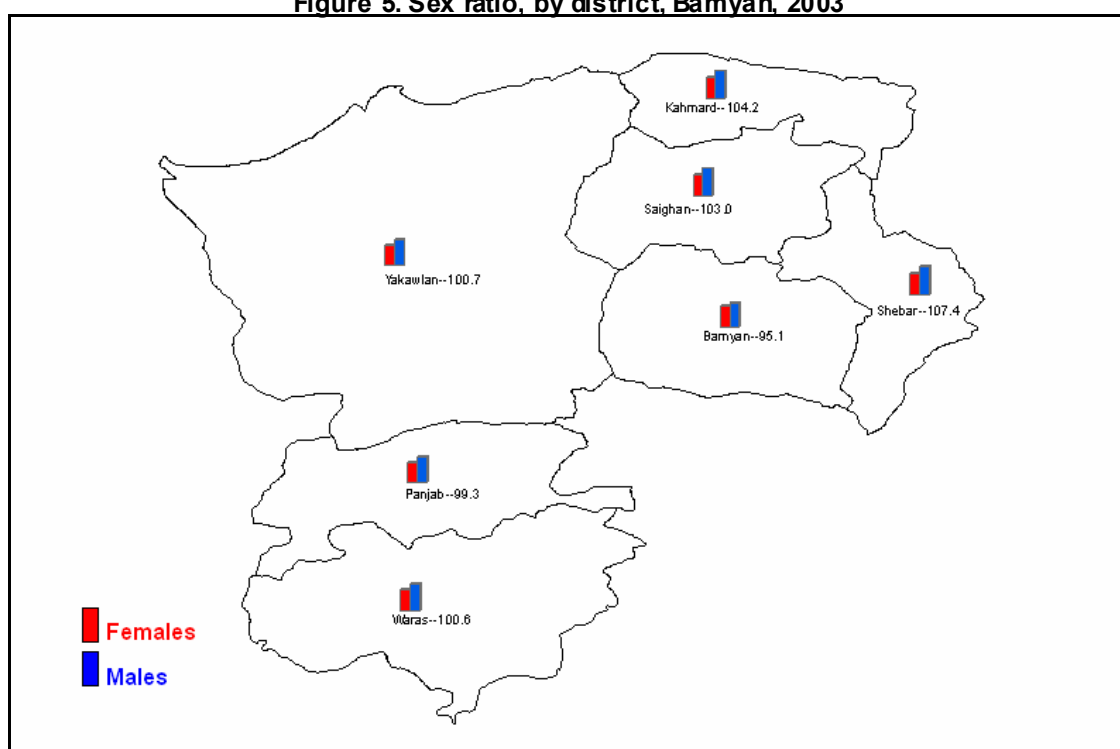 Figure 5. Sex ratio, by district, Bamyan, 2003
Kahmard--104.2
Saighan--103.0
Yakawlan--100.7
Shebar--107.4
Bamyan--95.1
Panjab--99.3
Waras--100.6
Females
Males